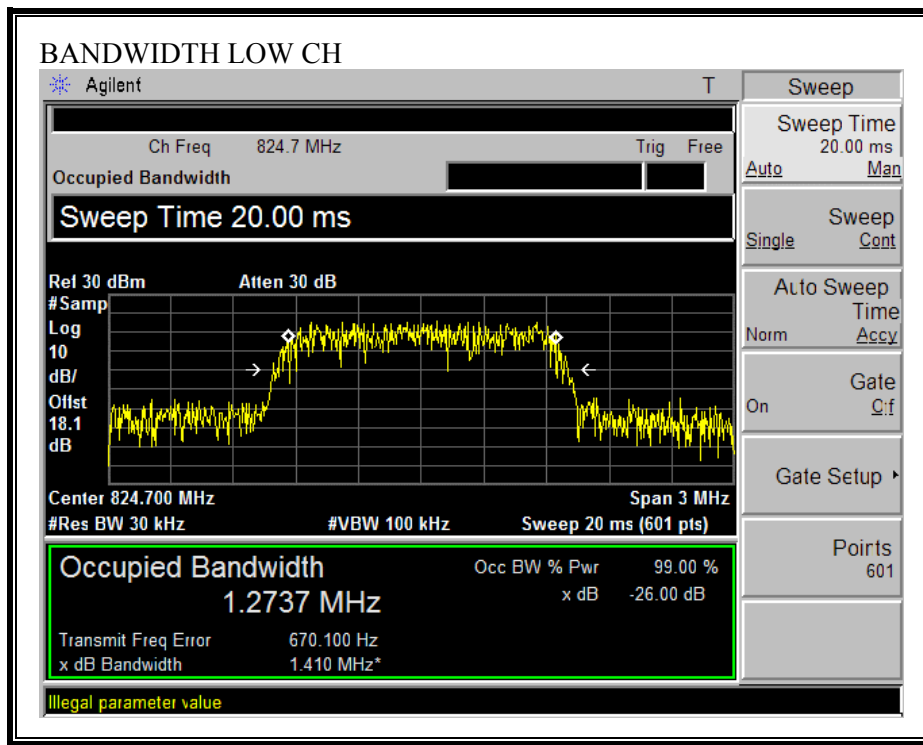 BANDWIDTH LOW CH
Agilent T
Ch Freq 824.7 MHz Trig Free
Occupied Bandwidth
Sweep Time 20.00 ms
Ref 30 dBm Atten 30 dB
#Samp
Log
10
dB/
Offst
18.1
dB
Center 824.700 MHz Span 3 MHz
#Res BW 30 kHz #VBW 100 kHz Sweep 20 ms (601 pts)
Occupied Bandwidth Occ BW % Pwr 99.00 %
1.2737 MHz x dB -26.00 dB
Transmit Freq Error 670.100 Hz
x dB Bandwidth 1.410 MHz*
Illegal parameter value
Sweep
Sweep Time
20.00 ms
Auto Man
Sweep
Single Cont
Auto Sweep
Time
Norm Accy
Gate
On Off
Gate Setup
Points
601